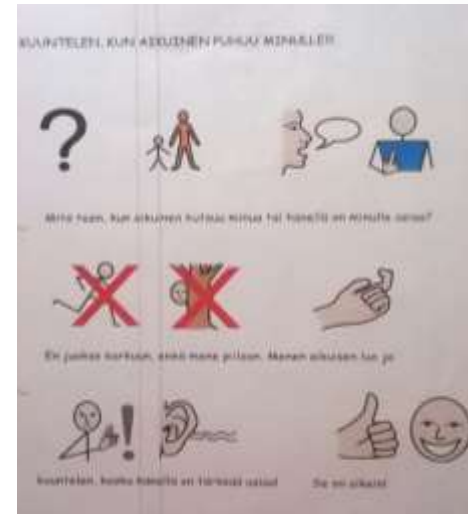 KUUNTELEN, KUN AIKUINEN PUHUU MINULLE!!
Mitä teen, kun aikuinen kutsuu minua tai hänellä on minulle asiaa?
En juokse karkuun, enkä mene piiloon. Menen aikuisen luo ja
kuuntelen, koska hänellä on tärkeää asiaa! Se on oikein!